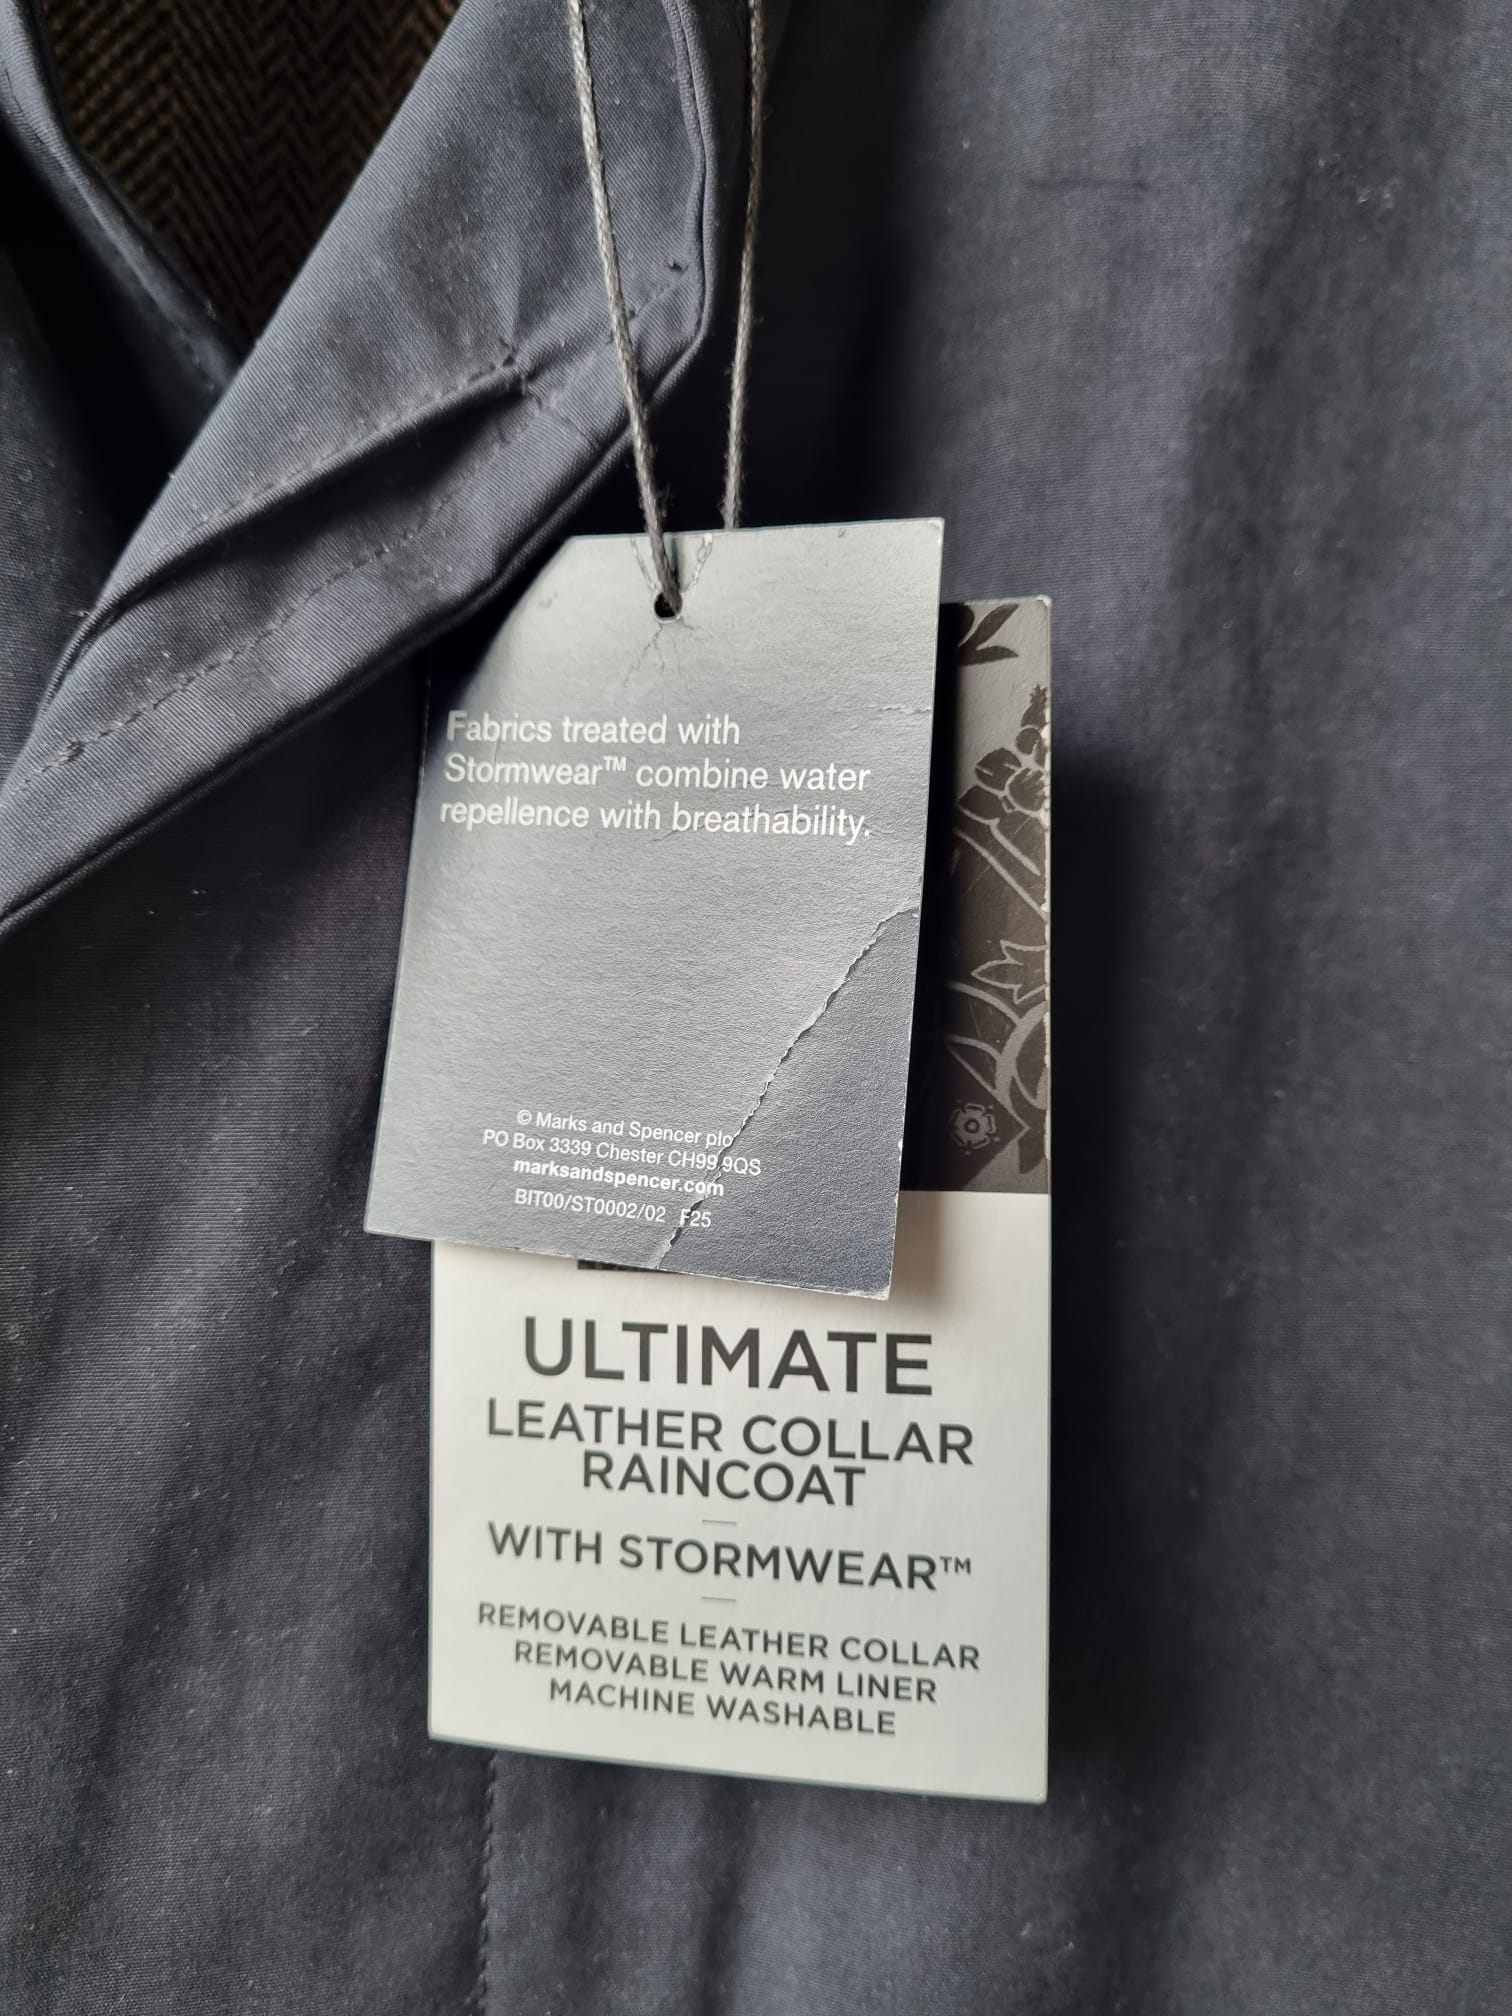 Fabrics treated with
Stormwear™ combine water
repellence with breathability.
© Marks and Spencer plc
PO Box 3339 Chester CH99 9QS
marksandspencer.com
BIT00/ST0002/02 F25
ULTIMATE
LEATHER COLLAR
RAINCOAT
WITH STORMWEAR™
REMOVABLE LEATHER COLLAR
REMOVABLE WARM LINER
MACHINE WASHABLE